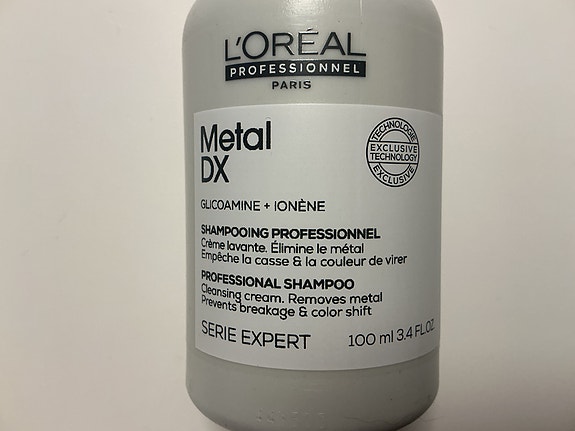 L'ORÉAL
PROFESSIONNEL
PARIS
Metal
DX
TECHNOLOGIE
EXCLUSIVE
TECHNOLOGY
EXCLUSIVE
GLICOAMINE + IONÈNE
SHAMPOOING PROFESSIONNEL
Crème lavante. Élimine le métal
Empêche la casse & la couleur de virer
PROFESSIONAL SHAMPOO
Cleansing cream. Removes metal
Prevents breakage & color shift
SERIE EXPERT
100 ml 3.4 FL.OZ.